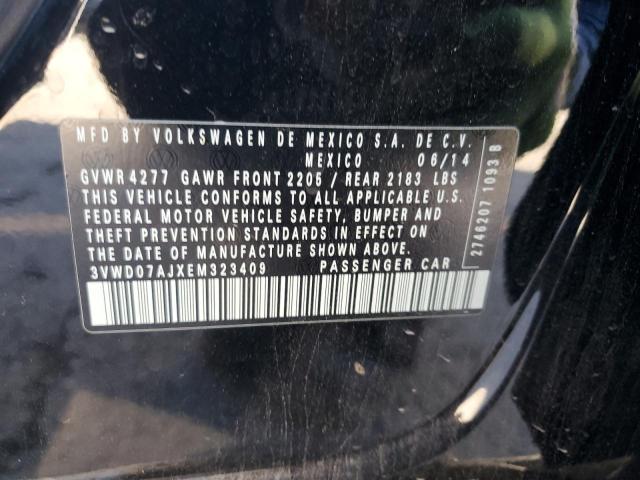 MFD BY VOLKSWAGEN DE MEXICO S.A. DE C.V.
MEXICO 06/14
GVWR 4277 GAWR FRONT 2205 / REAR 2183 LBS
THIS VEHICLE CONFORMS TO ALL APPLICABLE U.S.
FEDERAL MOTOR VEHICLE SAFETY, BUMPER AND
THEFT PREVENTION STANDARDS IN EFFECT ON
THE DATE OF MANUFACTURE SHOWN ABOVE.
3VWD07AJXEM323409 PASSENGER CAR
2746207 1093 B